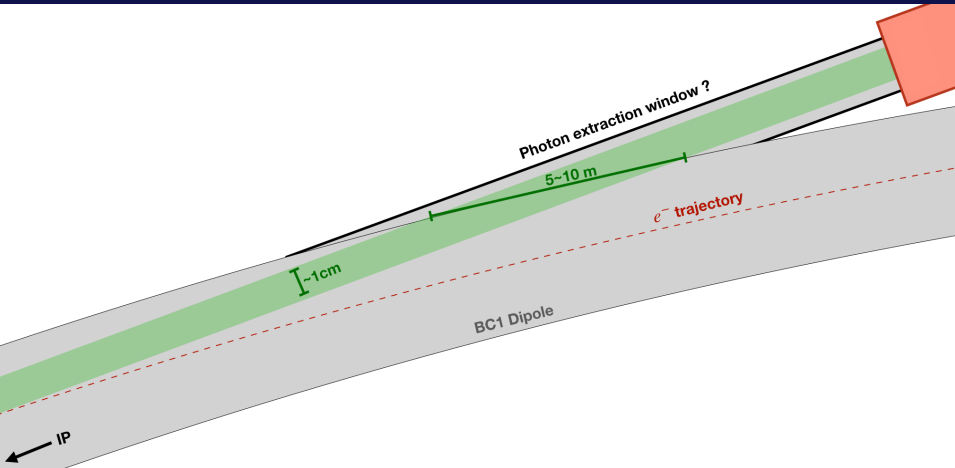 Photon extraction window ?
5~10 m
e⁻ trajectory
~1cm
BC1 Dipole
IP